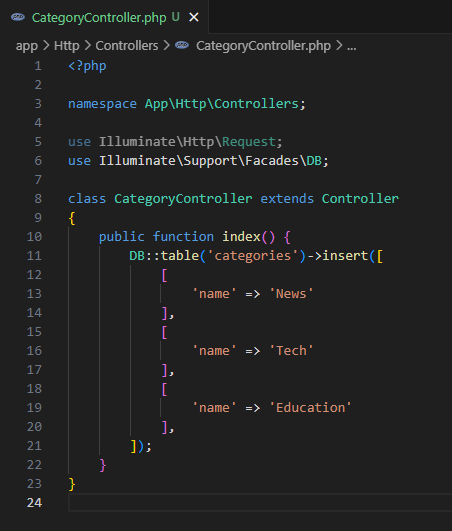 CategoryController.php U
app > Http > Controllers > CategoryController.php > ...
1 <?php
2
3 namespace App\Http\Controllers;
4
5 use Illuminate\Http\Request;
6 use Illuminate\Support\Facades\DB;
7
8 class CategoryController extends Controller
9 {
10     public function index() {
11         DB::table('categories')->insert([
12             [
13                 'name' => 'News'
14             ],
15             [
16                 'name' => 'Tech'
17             ],
18             [
19                 'name' => 'Education'
20             ],
21         ]);
22     }
23 }
24